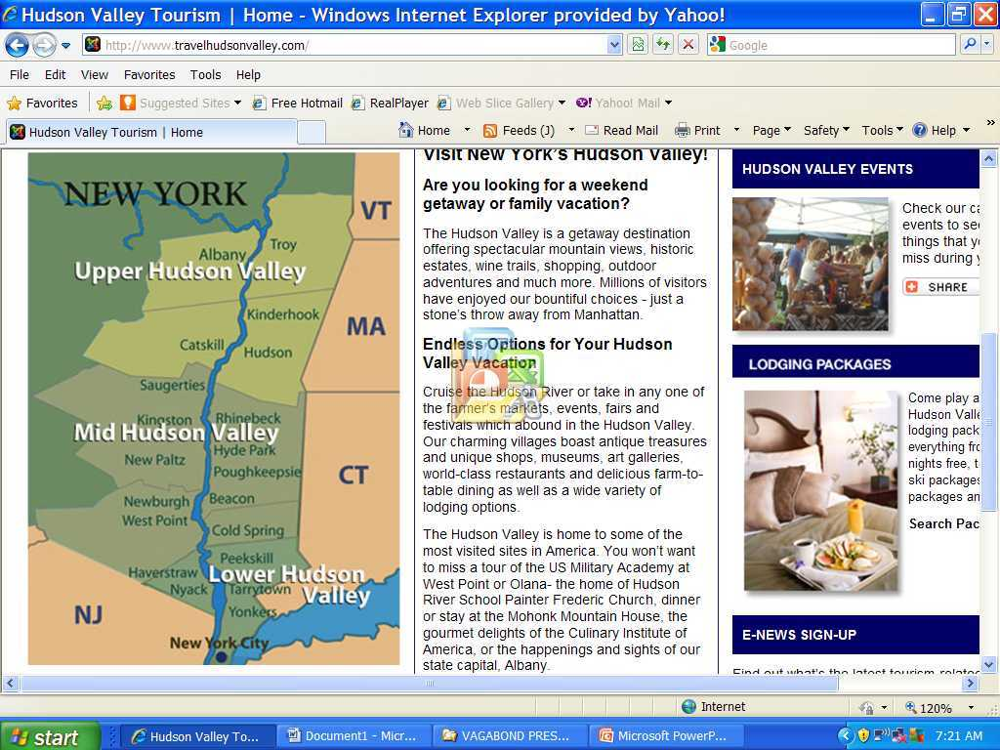 Hudson Valley Tourism | Home - Windows Internet Explorer provided by Yahoo!
http://www.travelhudsonvalley.com/
Google
File Edit View Favorites Tools Help
Favorites Suggested Sites Free Hotmail RealPlayer Web Slice Gallery Yahoo! Mail
Hudson Valley Tourism | Home
Home Feeds (J) Read Mail Print Page Safety Tools Help »
NEW YORK
VT
Troy
Albany
Upper Hudson Valley
Kinderhook
MA
Catskill
Hudson
Saugerties
Kingston
Rhinebeck
Mid Hudson Valley
Hyde Park
New Paltz
Poughkeepsie
CT
Newburgh
Beacon
West Point
Cold Spring
Peekskill
Haverstraw
Lower Hudson
Valley
Nyack
Tarrytown
Yonkers
NJ
New York City
Visit New York's Hudson Valley!
Are you looking for a weekend
getaway or family vacation?
The Hudson Valley is a getaway destination
offering spectacular mountain views, historic
estates, wine trails, shopping, outdoor
adventures and much more. Millions of visitors
have enjoyed our bountiful choices - just a
stone's throw away from Manhattan.
Endless Options for Your Hudson
Valley Vacation
Cruise the Hudson River or take in any one of
the farmer's markets, events, fairs and
festivals which abound in the Hudson Valley.
Our charming villages boast antique treasures
and unique shops, museums, art galleries,
world-class restaurants and delicious farm-to-
table dining as well as a wide variety of
lodging options.
The Hudson Valley is home to some of the
most visited sites in America. You won't want
to miss a tour of the US Military Academy at
West Point or Olana- the home of Hudson
River School Painter Frederic Church, dinner
or stay at the Mohonk Mountain House, the
gourmet delights of the Culinary Institute of
America, or the happenings and sights of our
state capital, Albany.
HUDSON VALLEY EVENTS
Check our ca
events to see
things that yo
miss during y
SHARE
LODGING PACKAGES
Come play a
Hudson Valle
lodging pack
everything fro
nights free, t
ski packages
packages an
Search Pac
E-NEWS SIGN-UP
Find out what's the latest tourism-related
Internet
120%
start
Hudson Valley To...
Document1 - Micr...
VAGABOND PRES...
Microsoft PowerP...
7:21 AM